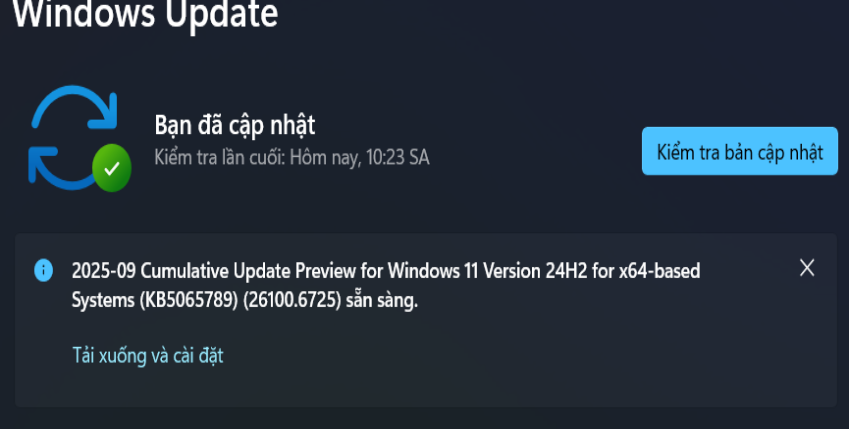 Windows Update
Bạn đã cập nhật
Kiểm tra lần cuối: Hôm nay, 10:23 SA
Kiểm tra bản cập nhật
2025-09 Cumulative Update Preview for Windows 11 Version 24H2 for x64-based
Systems (KB5065789) (26100.6725) sẵn sàng.
Tải xuống và cài đặt